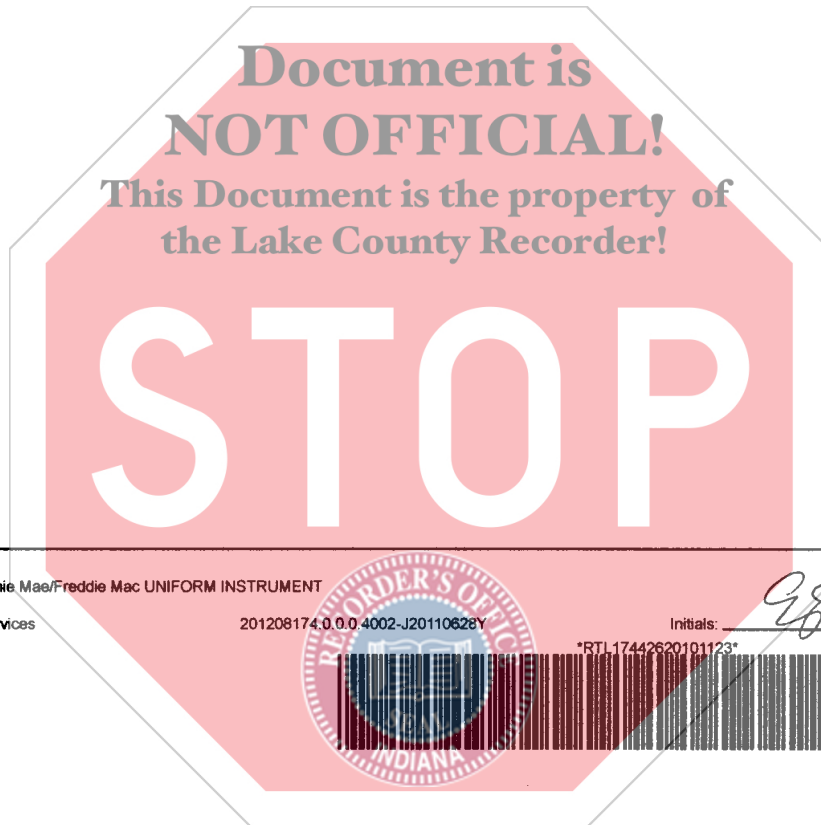 Document is
NOT OFFICIAL!
This Document is the property of
the Lake County Recorder!
STOP
ie Mae/Freddie Mac UNIFORM INSTRUMENT
vices 201208174.0.0.0.4002-J20110628Y Initials:
*RTL17442620101123*
RECORDER'S OFFICE
SEAL
INDIANA